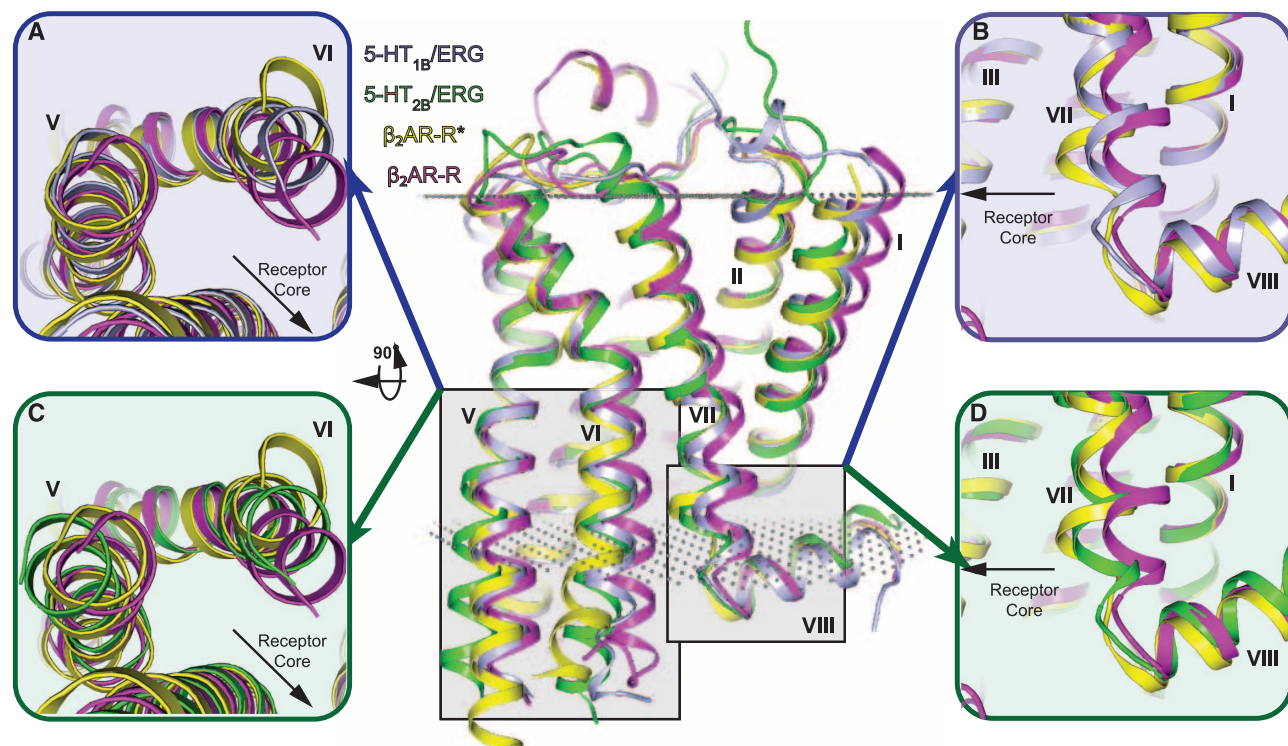 A
VI
V
Receptor
Core
5-HT1B/ERG
5-HT2B/ERG
β2AR-R*
β2AR-R
I
II
B
III
VII
I
Receptor
Core
VIII
90°
C
VI
V
Receptor
Core
V
VI
VII
VIII
D
III
VII
I
Receptor
Core
VIII